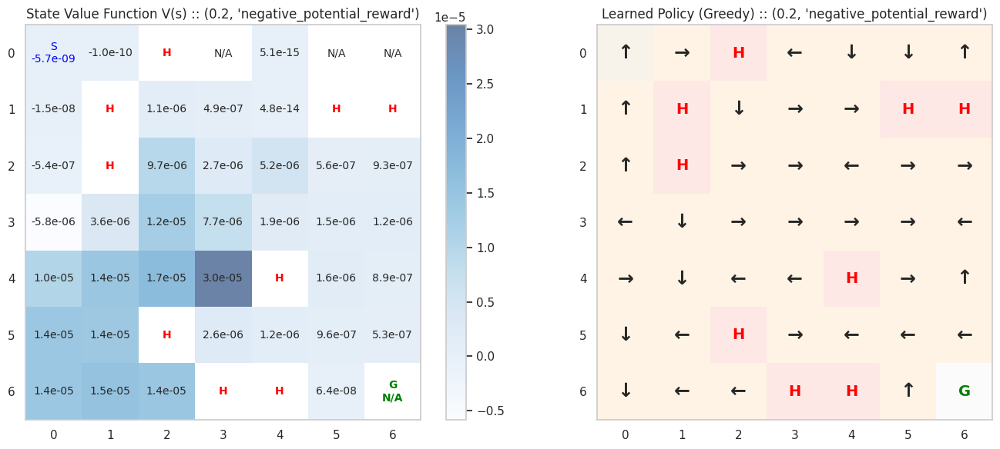 State Value Function V(s) :: (0.2, 'negative_potential_reward')
1e−5
0 S H N/A 5.1e-15 N/A N/A
-5.7e-09 -1.0e-10
1 -1.5e-08 H 1.1e-06 4.9e-07 4.8e-14 H H
2 -5.4e-07 H 9.7e-06 2.7e-06 5.2e-06 5.6e-07 9.3e-07
3 -5.8e-06 3.6e-06 1.2e-05 7.7e-06 1.9e-06 1.5e-06 1.2e-06
4 1.0e-05 1.4e-05 1.7e-05 3.0e-05 H 1.6e-06 8.9e-07
5 1.4e-05 1.4e-05 H 2.6e-06 1.2e-06 9.6e-07 5.3e-07
6 1.4e-05 1.5e-05 1.4e-05 H H 6.4e-08 G
N/A
0 1 2 3 4 5 6
3.0
2.5
2.0
1.5
1.0
0.5
0.0
−0.5
Learned Policy (Greedy) :: (0.2, 'negative_potential_reward')
0 ↑ → H ← ↓ ↓ ↑
1 ↑ H ↓ → → H H
2 ↑ H → → ← → →
3 ← ↓ → → → → ←
4 → ↓ ← ← H → ↑
5 ↓ ← H → ← ← ←
6 ↓ ← ← H H ↑ G
0 1 2 3 4 5 6